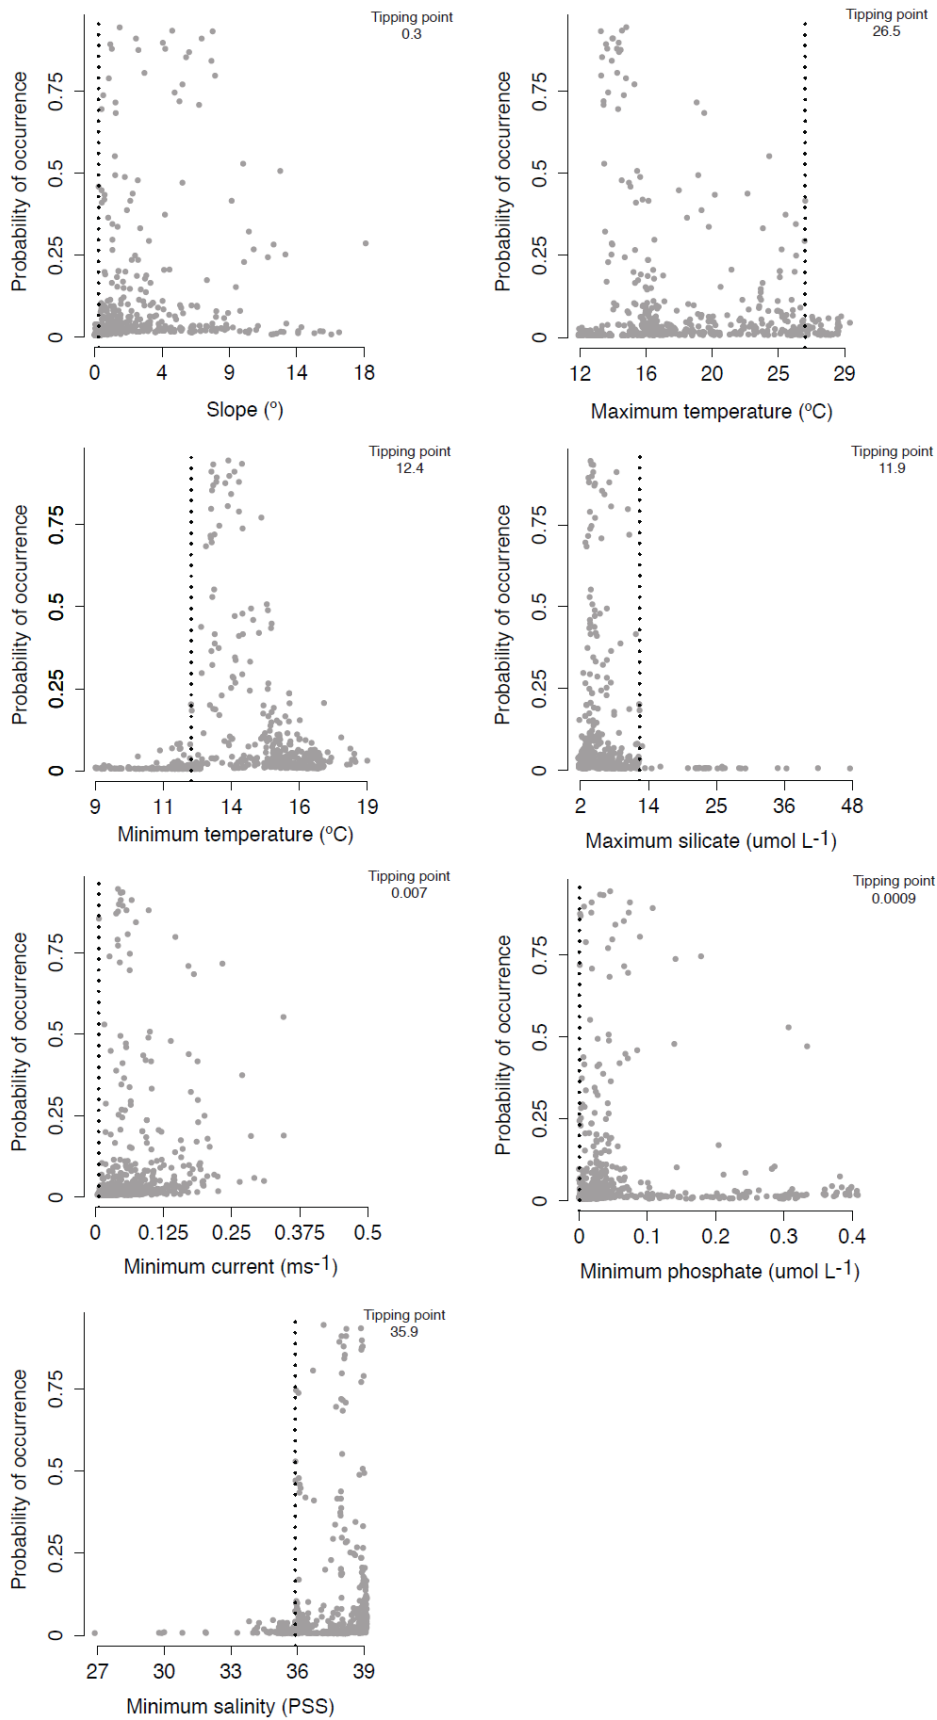 Tipping point
0.3
Probability of occurrence
0.75
0.5
0.25
0
0 4 9 14 18
Slope (º)
Tipping point
26.5
Probability of occurrence
0.75
0.5
0.25
0
12 16 20 25 29
Maximum temperature (ºC)
Tipping point
12.4
Probability of occurrence
0.75
0.5
0.25
0
9 11 14 16 19
Minimum temperature (ºC)
Tipping point
11.9
Probability of occurrence
0.75
0.5
0.25
0
2 14 25 36 48
Maximum silicate (umol L-1)
Tipping point
0.007
Probability of occurrence
0.75
0.5
0.25
0
0 0.125 0.25 0.375 0.5
Minimum current (ms-1)
Tipping point
0.0009
Probability of occurrence
0.75
0.5
0.25
0
0 0.1 0.2 0.3 0.4
Minimum phosphate (umol L-1)
Tipping point
35.9
Probability of occurrence
0.75
0.5
0.25
0
27 30 33 36 39
Minimum salinity (PSS)